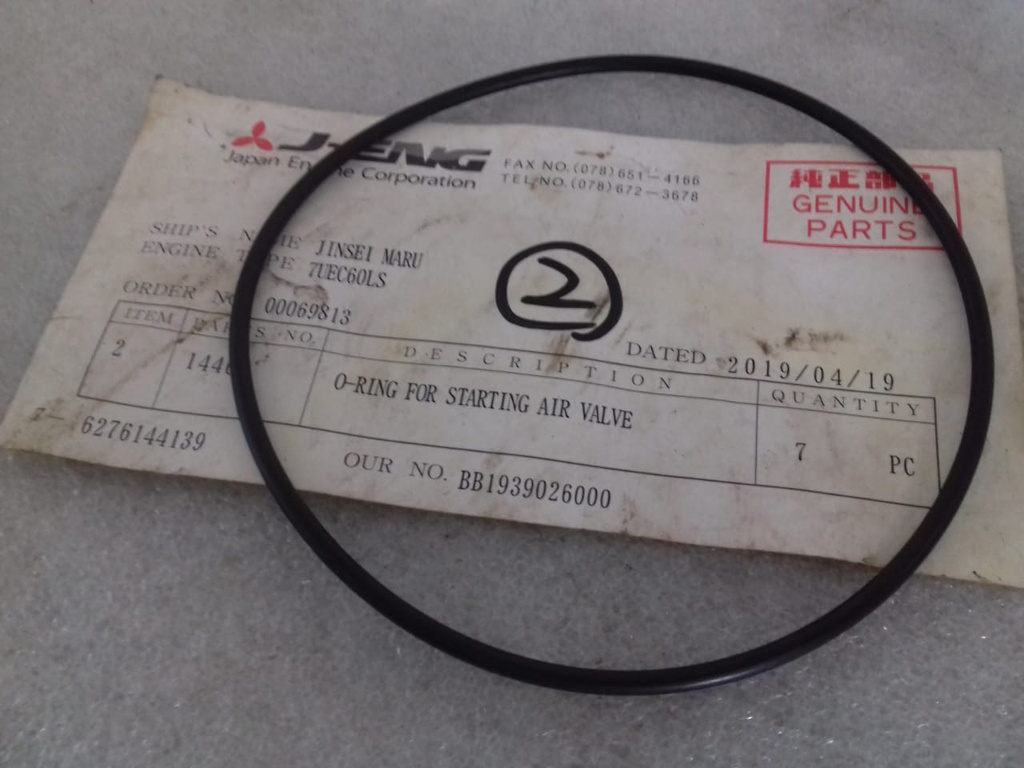 J-ENG
Japan Engine Corporation
FAX NO.(078)651-4166
TEL NO.(078)672-3678
純正部品
GENUINE
PARTS
SHIP'S NAME JINSEI MARU
ENGINE TYPE 7UEC60LS
2
ORDER NO. 00069813
DATED 2019/04/19
ITEM PARTS NO. DESCRIPTION QUANTITY
2 O-RING FOR STARTING AIR VALVE 7 PC
6276144139
OUR NO. BB1939026000